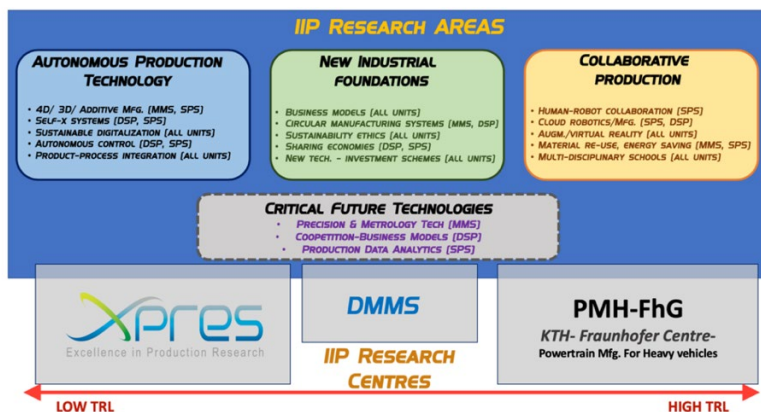 IIP Research AREAS
Autonomous Production
Technology
• 4D/ 3D/ Additive Mfg. (MMS, SPS)
• Self-X systems (DSP, SPS)
• Sustainable digitalization (all units)
• Autonomous control (DSP, SPS)
• Product-process integration (all units)
New Industrial
foundations
• Business models (all units)
• Circular manufacturing systems (MMS, DSP)
• Sustainability ethics (all units)
• Sharing economies (DSP, SPS)
• New tech. - investment schemes (all units)
Collaborative
production
• Human-robot collaboration (SPS)
• Cloud robotics/Mfg. (SPS, DSP)
• Augm./Virtual reality (all units)
• Material re-use, energy saving (MMS, SPS)
• Multi-disciplinary schools (all units)
Critical Future Technologies
• Precision & Metrology Tech (MMS)
• Coopetition-Business Models (DSP)
• Production Data Analytics (SPS)
Xpres
Excellence in Production Research
DMMS
PMH-FhG
KTH- Fraunhofer Centre-
Powertrain Mfg. For Heavy vehicles
IIP Research
Centres
LOW TRL
HIGH TRL